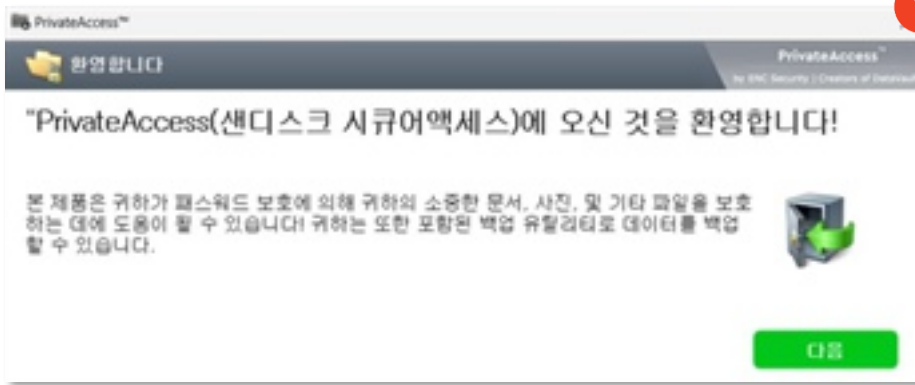 PrivateAccess™
환영합니다
PrivateAccess™
by ENC Security | Creators of
"PrivateAccess(샌디스크 시큐어액세스)에 오신 것을 환영합니다!
본 제품은 귀하가 패스워드 보호에 의해 귀하의 소중한 문서, 사진, 및 기타 파일을 보호
하는 데에 도움이 될 수 있습니다! 귀하는 또한 포함된 백업 유틸리티로 데이터를 백업
할 수 있습니다.
다음